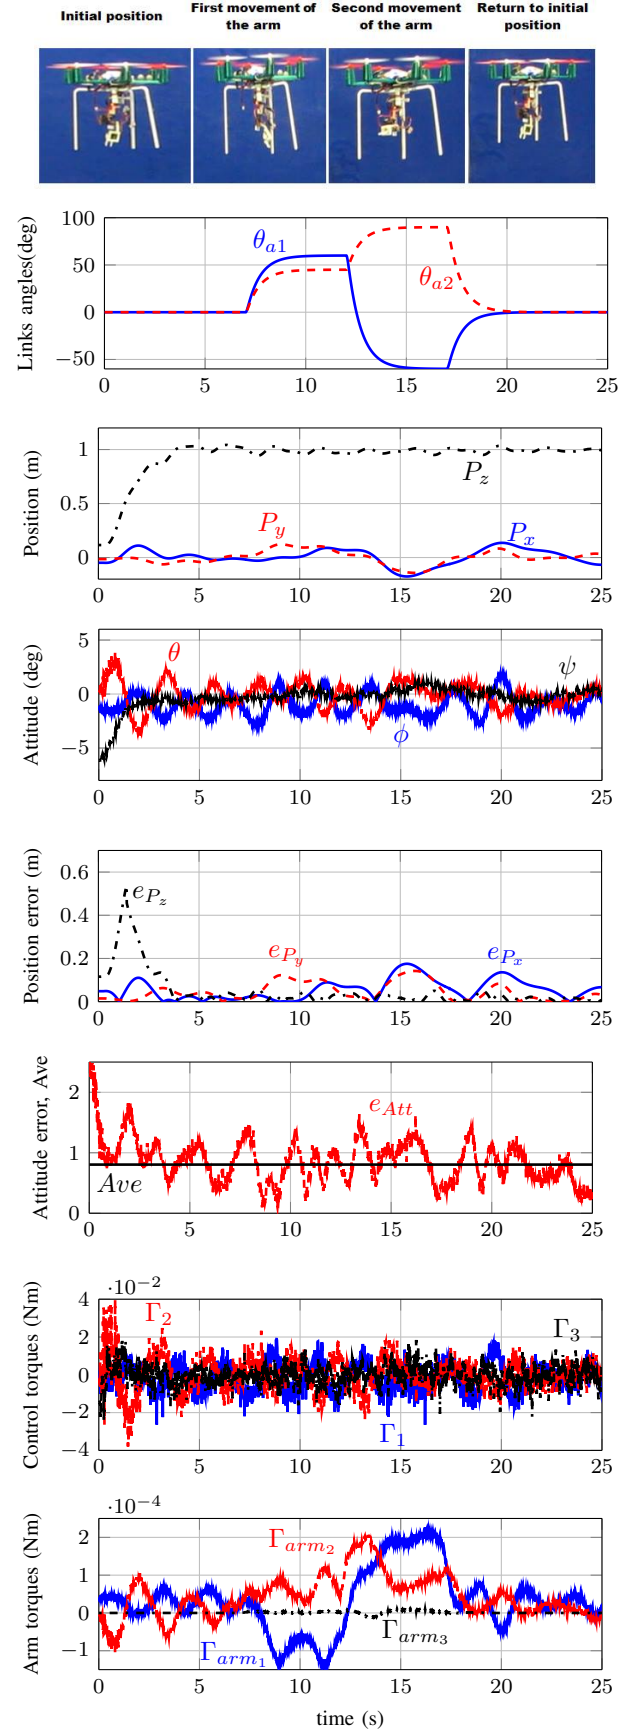 Initial position
First movement of the arm
Second movement of the arm
Return to initial position
Links angles(deg)
100
50
0
−50
θa1
θa2
0 5 10 15 20 25
Position (m)
1
0.5
0
Pz
Py
Px
0 5 10 15 20 25
Attitude (deg)
5
0
−5
θ
ψ
ϕ
0 5 10 15 20 25
Position error (m)
0.6
0.4
0.2
0
ePz
ePy
ePx
0 5 10 15 20 25
Attitude error, Ave
2
1
0
eAtt
Ave
0 5 10 15 20 25
·10−2
Control torques (Nm)
4
2
0
−2
−4
Γ2
Γ3
Γ1
0 5 10 15 20 25
·10−4
Arm torques (Nm)
2
1
0
−1
Γarm2
Γarm1
Γarm3
0 5 10 15 20 25
time (s)